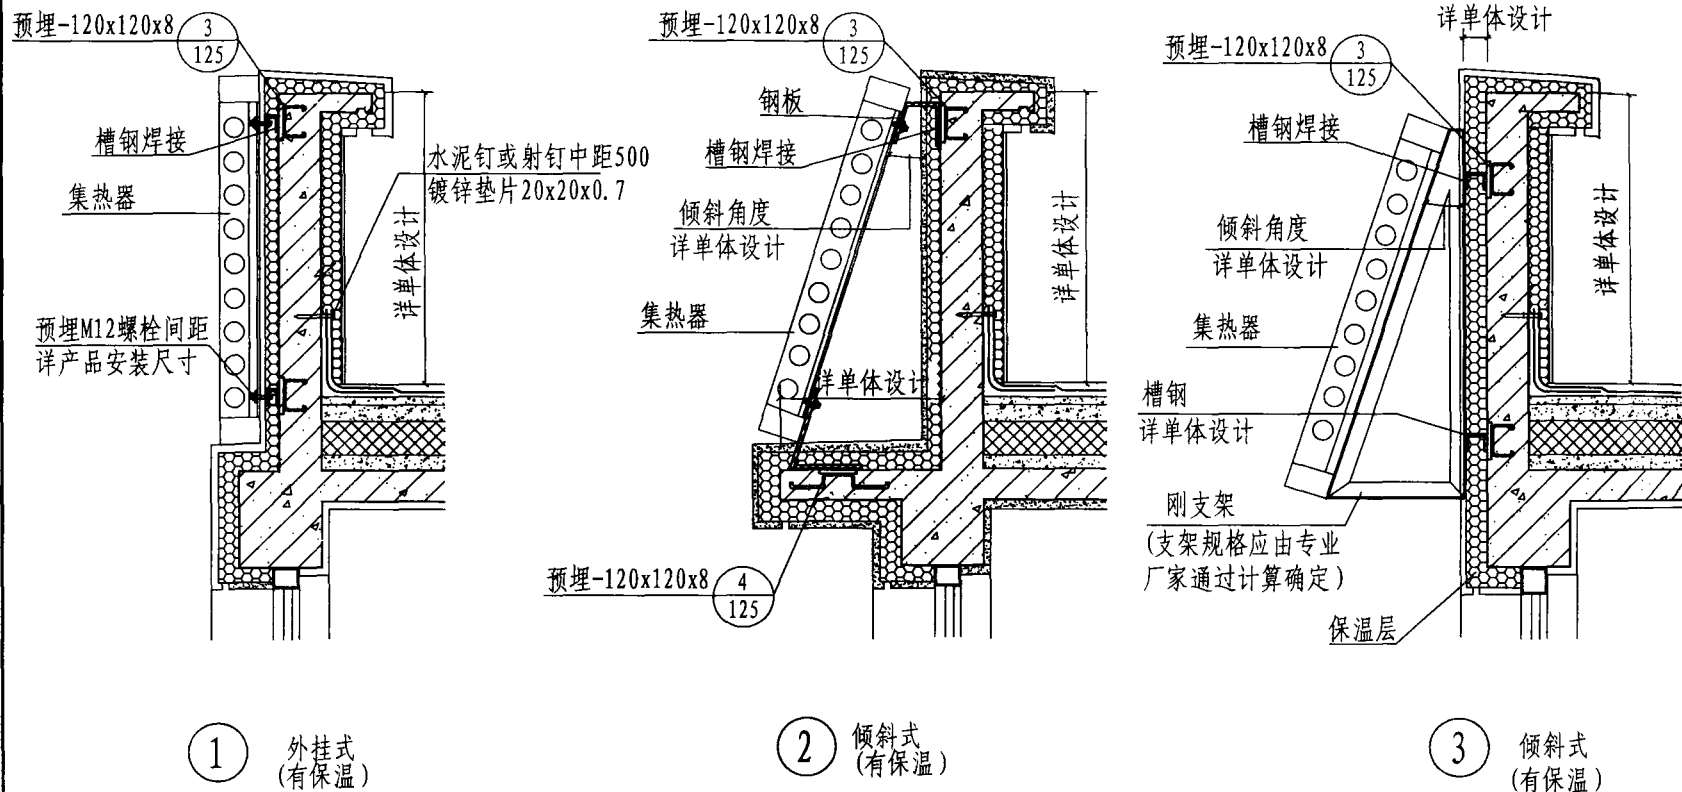 预埋-120x120x8
3
125
槽钢焊接
集热器
预埋M12螺栓间距
详产品安装尺寸
水泥钉或射钉中距500
镀锌垫片20x20x0.7
详单体设计
1
外挂式
(有保温)
预埋-120x120x8
3
125
钢板
槽钢焊接
倾斜角度
详单体设计
集热器
详单体设计
详单体设计
预埋-120x120x8
4
125
2
倾斜式
(有保温)
详单体设计
预埋-120x120x8
3
125
槽钢焊接
倾斜角度
详单体设计
集热器
槽钢
详单体设计
详单体设计
刚支架
(支架规格应由专业
厂家通过计算确定)
保温层
3
倾斜式
(有保温)